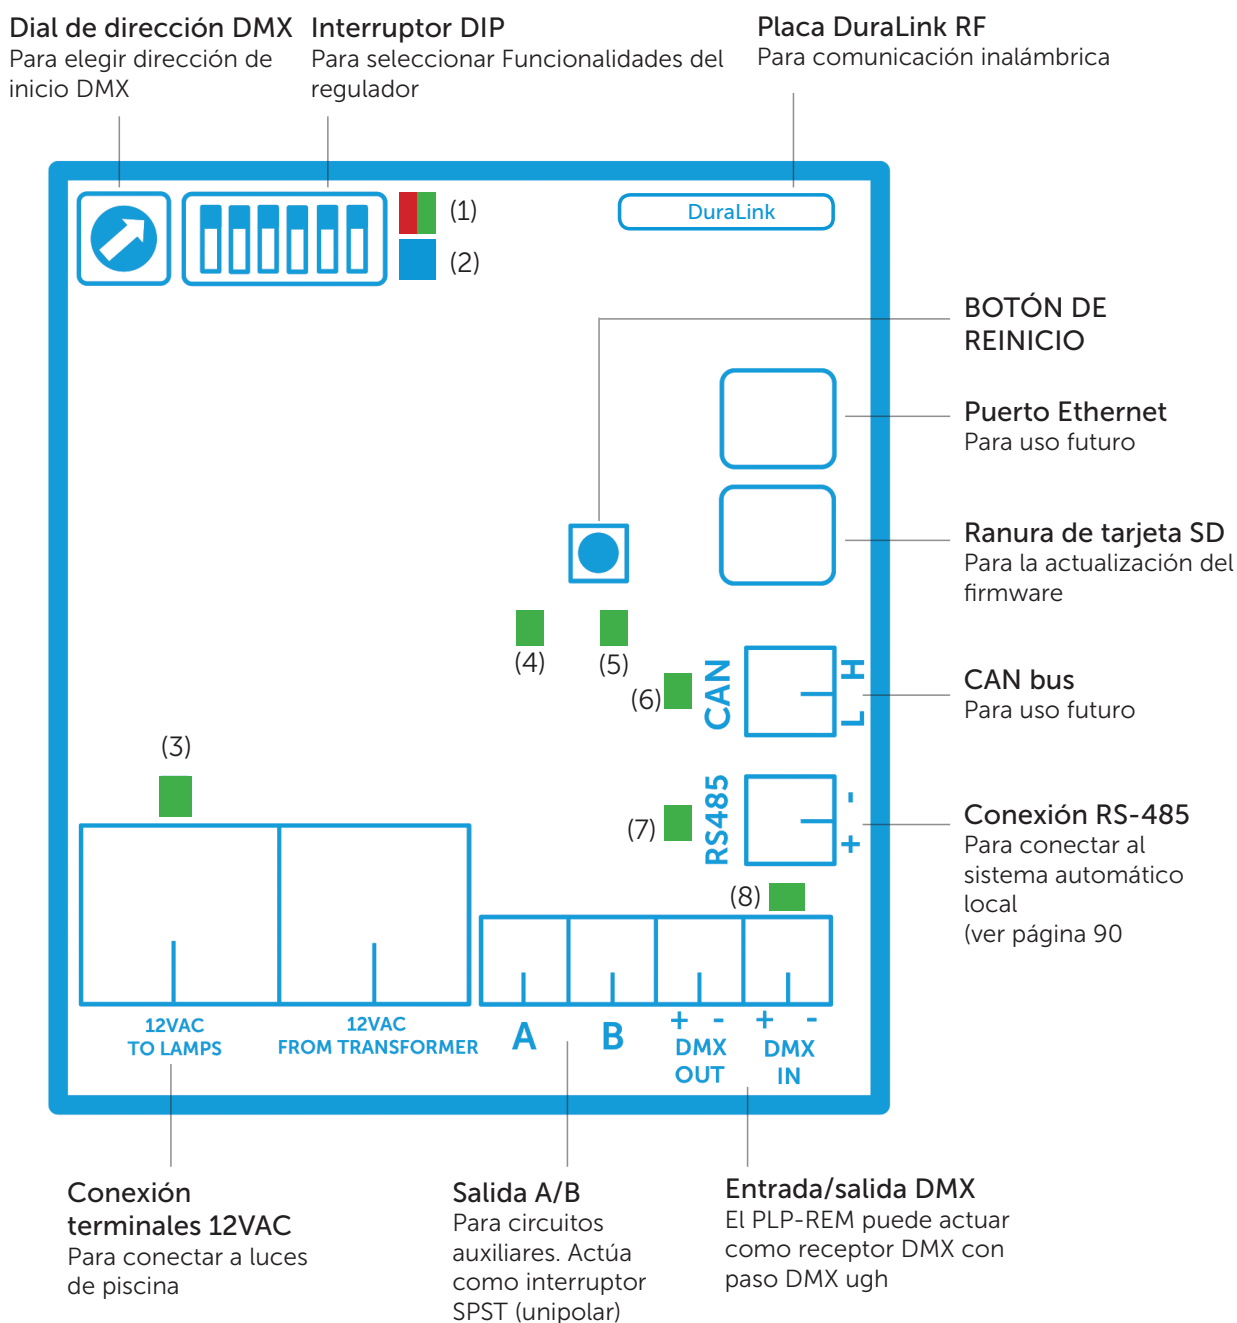 Dial de dirección DMX
Para elegir dirección de
inicio DMX
Interruptor DIP
Para seleccionar Funcionalidades del
regulador
Placa DuraLink RF
Para comunicación inalámbrica
(1)
(2)
DuraLink
BOTÓN DE
REINICIO
Puerto Ethernet
Para uso futuro
Ranura de tarjeta SD
Para la actualización del
firmware
(4)
(5)
(6)
CAN
H
L
CAN bus
Para uso futuro
(3)
(7)
RS485
-
+
Conexión RS-485
Para conectar al
sistema automático
local
(ver página 90
(8)
12VAC
TO LAMPS
12VAC
FROM TRANSFORMER
A
B
+ -
DMX
OUT
+ -
DMX
IN
Conexión
terminales 12VAC
Para conectar a luces
de piscina
Salida A/B
Para circuitos
auxiliares. Actúa
como interruptor
SPST (unipolar)
Entrada/salida DMX
El PLP-REM puede actuar
como receptor DMX con
paso DMX ugh